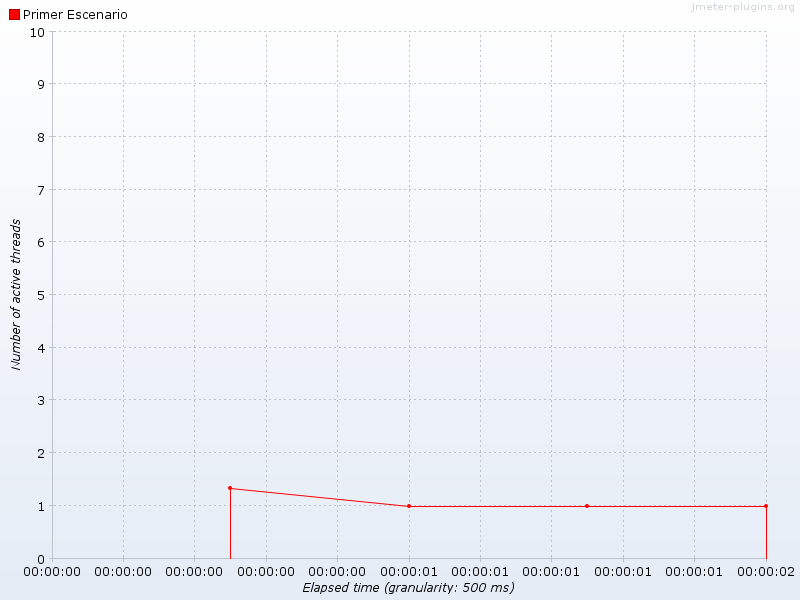 jmeter-plugins.org
Primer Escenario
10
9
8
7
6
5
4
3
2
1
0
Number of active threads
00:00:00 00:00:00 00:00:00 00:00:00 00:00:00 00:00:01 00:00:01 00:00:01 00:00:01 00:00:01 00:00:02
Elapsed time (granularity: 500 ms)